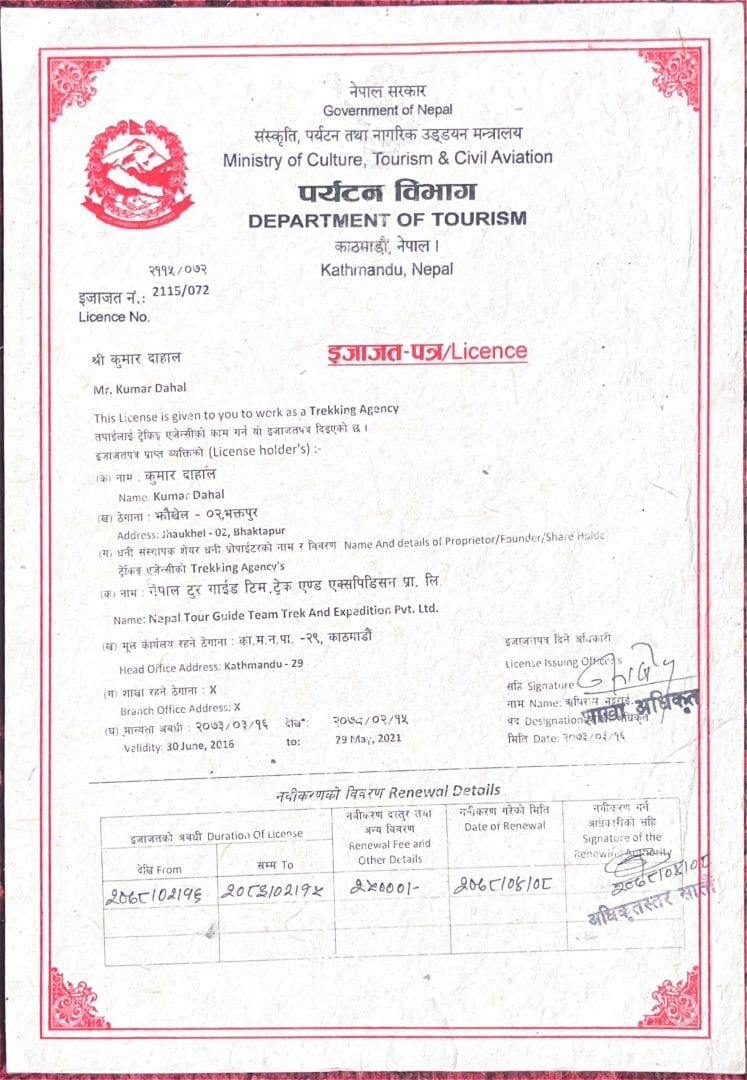 नेपाल सरकार
Government of Nepal
संस्कृति, पर्यटन तथा नागरिक उड्डयन मन्त्रालय
Ministry of Culture, Tourism & Civil Aviation
पर्यटन विभाग
DEPARTMENT OF TOURISM
काठमाडौं, नेपाल ।
Kathmandu, Nepal
२११५/०७२
इजाजत नं.: 2115/072
Licence No.
इजाजत-पत्र/Licence
श्री कुमार दाहाल
Mr. Kumar Dahal
This License is given to you to work as a Trekking Agency
तपाईलाई ट्रेकिङ्ग एजेन्सीको काम गर्न यो इजाजतपत्र दिइएको छ ।
इजाजतपत्र प्राप्त व्यक्तिको (License holder's) :-
(क) नाम : कुमार दाहाल
Name: Kumar Dahal
(ख) ठेगाना : झौखेल - ०२,भक्तपुर
Address: Jhaukhel - 02, Bhaktapur
(ग) धनी संस्थापक शेयर धनी प्रोपाईटरको नाम र विवरण Name And details of Proprietor/Founder/Share Holde
ट्रेकिङ्ग एजेन्सीको Trekking Agency's
(क) नाम : नेपाल टुर गाईड टिम ट्रेक एण्ड एक्सपिडिसन प्रा. लि.
Name: Nepal Tour Guide Team Trek And Expedition Pvt. Ltd.
(ख) मूल कार्यलय रहने ठेगाना : का.म.न.पा. -२९, काठमाडौं
Head Office Address: Kathmandu - 29
(ग) शाखा रहने ठेगाना : X
Branch Office Address: X
(घ) मान्यता अवधी : २०७३/०३/१६ देखि २०७८/०२/१५
Validity: 30 June, 2016 to: 29 May, 2021
इजाजतपत्र दिने अधिकारी
License Issuing Officer's
सहि Signature
नाम Name:
पद Designation
शाखा अधिकृत
मिति Date: २०७३/०३/१६
नवीकरणको विवरण Renewal Details
इजाजतको अवधी Duration Of License
देखि From
सम्म To
नवीकरण दस्तुर तथा
अन्य विवरण
Renewal Fee and
Other Details
नवीकरण गरेको मिति
Date of Renewal
नवीकरण गर्ने
अधिकारीको सहि
Signature of the
Renewing Authority
२०७८/०२/१६ २०८३/०२/१५ २५०००/- २०७८/०४/०८ २०७८/०४/०८
अधिकृतस्तर सातौं